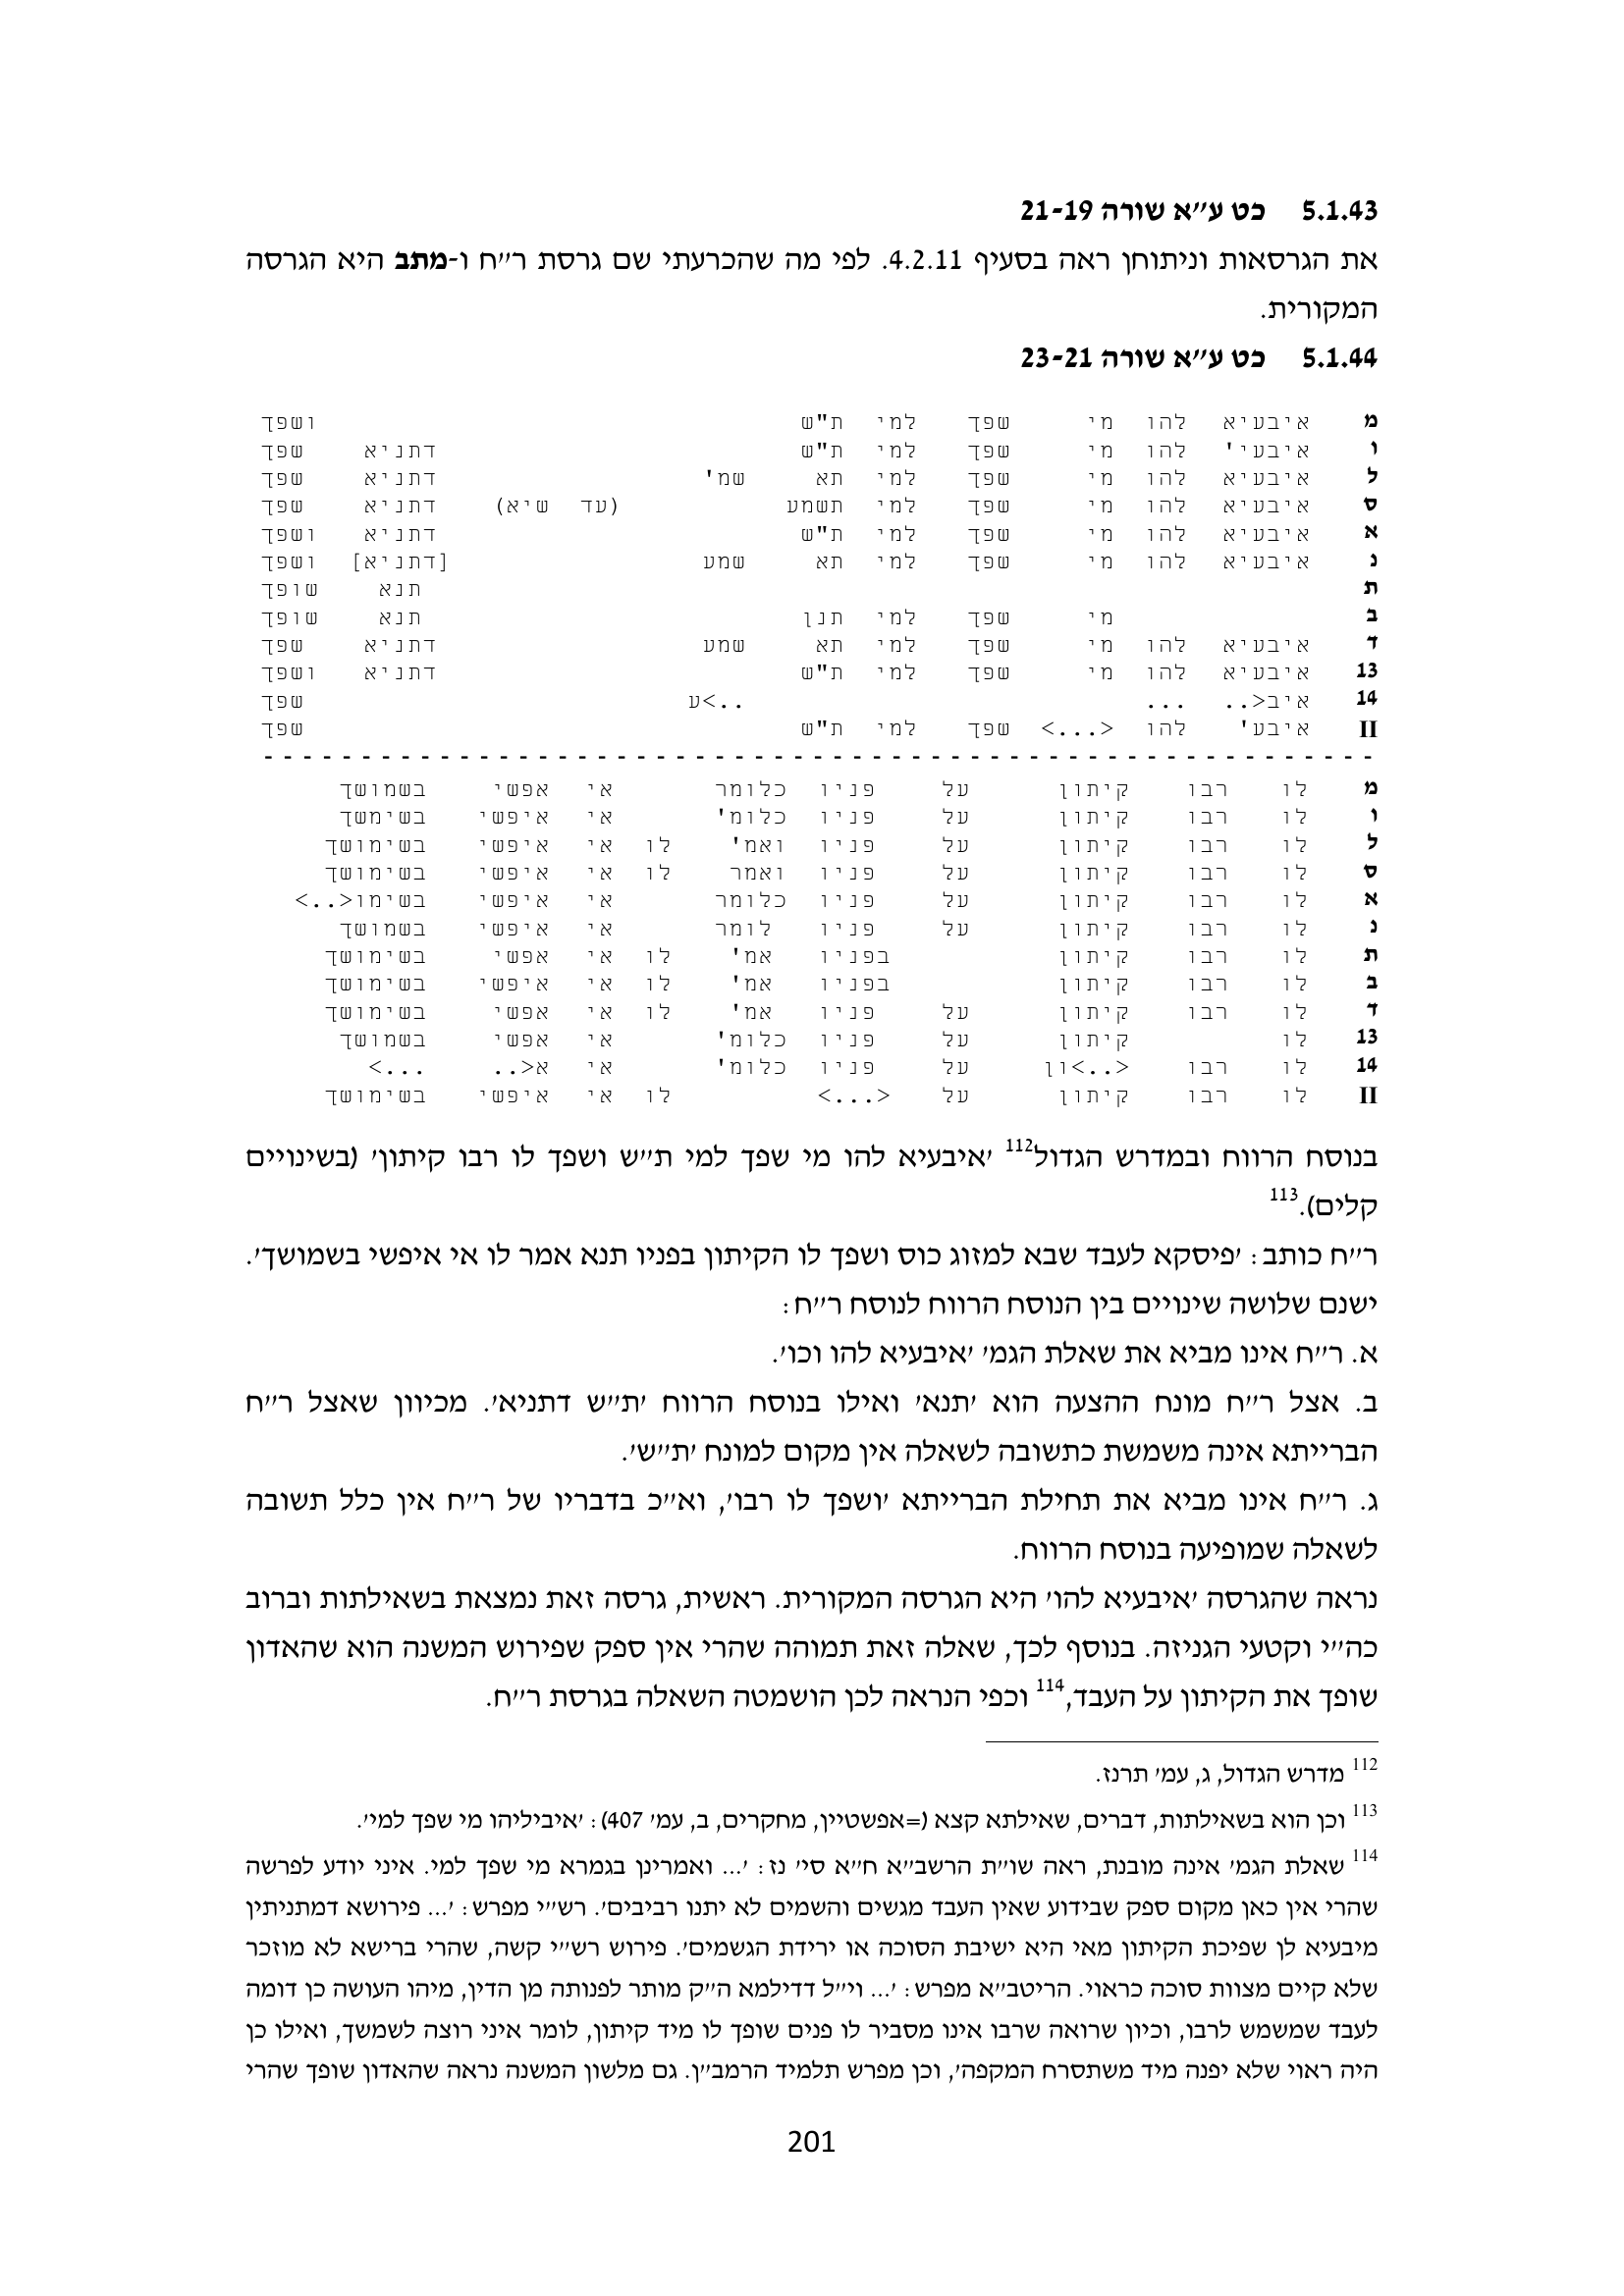 5.1.43 כט ע״א שורה 21-19
את הגרסאות וניתוחן ראה בסעיף 4.2.11. לפי מה שהכרעתי שם גרסת ר״ח ו-מתב היא הגרסה
המקורית.
5.1.44 כט ע״א שורה 23-21
מ איבעיא להו מי שפך למי ת"ש ושפך
ו איבעי' להו מי שפך למי ת"ש דתניא שפך
ל איבעיא להו מי שפך למי תא שמ' דתניא שפך
ס איבעיא להו מי שפך למי תשמע (עד שיא) דתניא שפך
א איבעיא להו מי שפך למי ת"ש דתניא ושפך
נ איבעיא להו מי שפך למי תא שמע [דתניא] ושפך
ת תנא שופך
ב מי שפך למי תנן תנא שופך
ד איבעיא להו מי שפך למי תא שמע דתניא שפך
13 איבעיא להו מי שפך למי ת"ש דתניא ושפך
14 איב<.. ... ..>ע שפך
II איבע' להו <...> שפך למי ת"ש שפך
מ לו רבו קיתון על פניו כלומר אי אפשי בשמושך
ו לו רבו קיתון על פניו כלומ' אי איפשי בשימשך
ל לו רבו קיתון על פניו ואמ' לו אי איפשי בשימושך
ס לו רבו קיתון על פניו ואמר לו אי איפשי בשימושך
א לו רבו קיתון על פניו כלומר אי איפשי בשימו<..>
נ לו רבו קיתון על פניו לומר אי איפשי בשמושך
ת לו רבו קיתון בפניו אמ' לו אי אפשי בשימושך
ב לו רבו קיתון בפניו אמ' לו אי איפשי בשימושך
ד לו רבו קיתון על פניו אמ' לו אי אפשי בשימושך
13 לו קיתון על פניו כלומ' אי אפשי בשמושך
14 לו רבו <..>ון על פניו כלומ' אי א<.. ...>
II לו רבו קיתון על <...> לו אי איפשי בשימושך
בנוסח הרווח ובמדרש הגדול112 ׳איבעיא להו מי שפך למי ת״ש ושפך לו רבו קיתון׳ (בשינויים
קלים).113
ר״ח כותב: ׳פיסקא לעבד שבא למזוג כוס ושפך לו הקיתון בפניו תנא אמר לו אי איפשי בשמושך׳.
ישנם שלושה שינויים בין הנוסח הרווח לנוסח ר״ח:
א. ר״ח אינו מביא את שאלת הגמ׳ ׳איבעיא להו וכו׳.
ב. אצל ר״ח מונח ההצעה הוא ׳תנא׳ ואילו בנוסח הרווח ׳ת״ש דתניא׳. מכיוון שאצל ר״ח
הברייתא אינה משמשת כתשובה לשאלה אין מקום למונח ׳ת״ש׳.
ג. ר״ח אינו מביא את תחילת הברייתא ׳ושפך לו רבו׳, וא״כ בדבריו של ר״ח אין כלל תשובה
לשאלה שמופיעה בנוסח הרווח.
נראה שהגרסה ׳איבעיא להו׳ היא הגרסה המקורית. ראשית, גרסה זאת נמצאת בשאילתות וברוב
כה״י וקטעי הגניזה. בנוסף לכך, שאלה זאת תמוהה שהרי אין ספק שפירוש המשנה הוא שהאדון
שופך את הקיתון על העבד,114 וכפי הנראה לכן הושמטה השאלה בגרסת ר״ח.
112 מדרש הגדול, ג, עמ׳ תרנז.
113 וכן הוא בשאילתות, דברים, שאילתא קצא (=אפשטיין, מחקרים, ב, עמ׳ 407): ׳איביליהו מי שפך למי׳.
114 שאלת הגמ׳ אינה מובנת, ראה שו״ת הרשב״א ח״א סי׳ נז: ׳... ואמרינן בגמרא מי שפך למי. איני יודע לפרשה
שהרי אין כאן מקום ספק שבידוע שאין העבד מגשים והשמים לא יתנו רביבים׳. רש״י מפרש: ׳... פירושא דמתניתין
מיבעיא לן שפיכת הקיתון מאי היא ישיבת הסוכה או ירידת הגשמים׳. פירוש רש״י קשה, שהרי ברישא לא מוזכר
שלא קיים מצוות סוכה כראוי. הריטב״א מפרש: ׳... וי״ל דדילמא ה״ק מותר לפנותה מן הדין, מיהו העושה כן דומה
לעבד שמשמש לרבו, וכיון שרואה שרבו אינו מסביר לו פנים שופך לו מיד קיתון, לומר איני רוצה לשמשך, ואילו כן
היה ראוי שלא יפנה מיד משתסרח המקפה׳, וכן מפרש תלמיד הרמב״ן. גם מלשון המשנה נראה שהאדון שופך שהרי
201